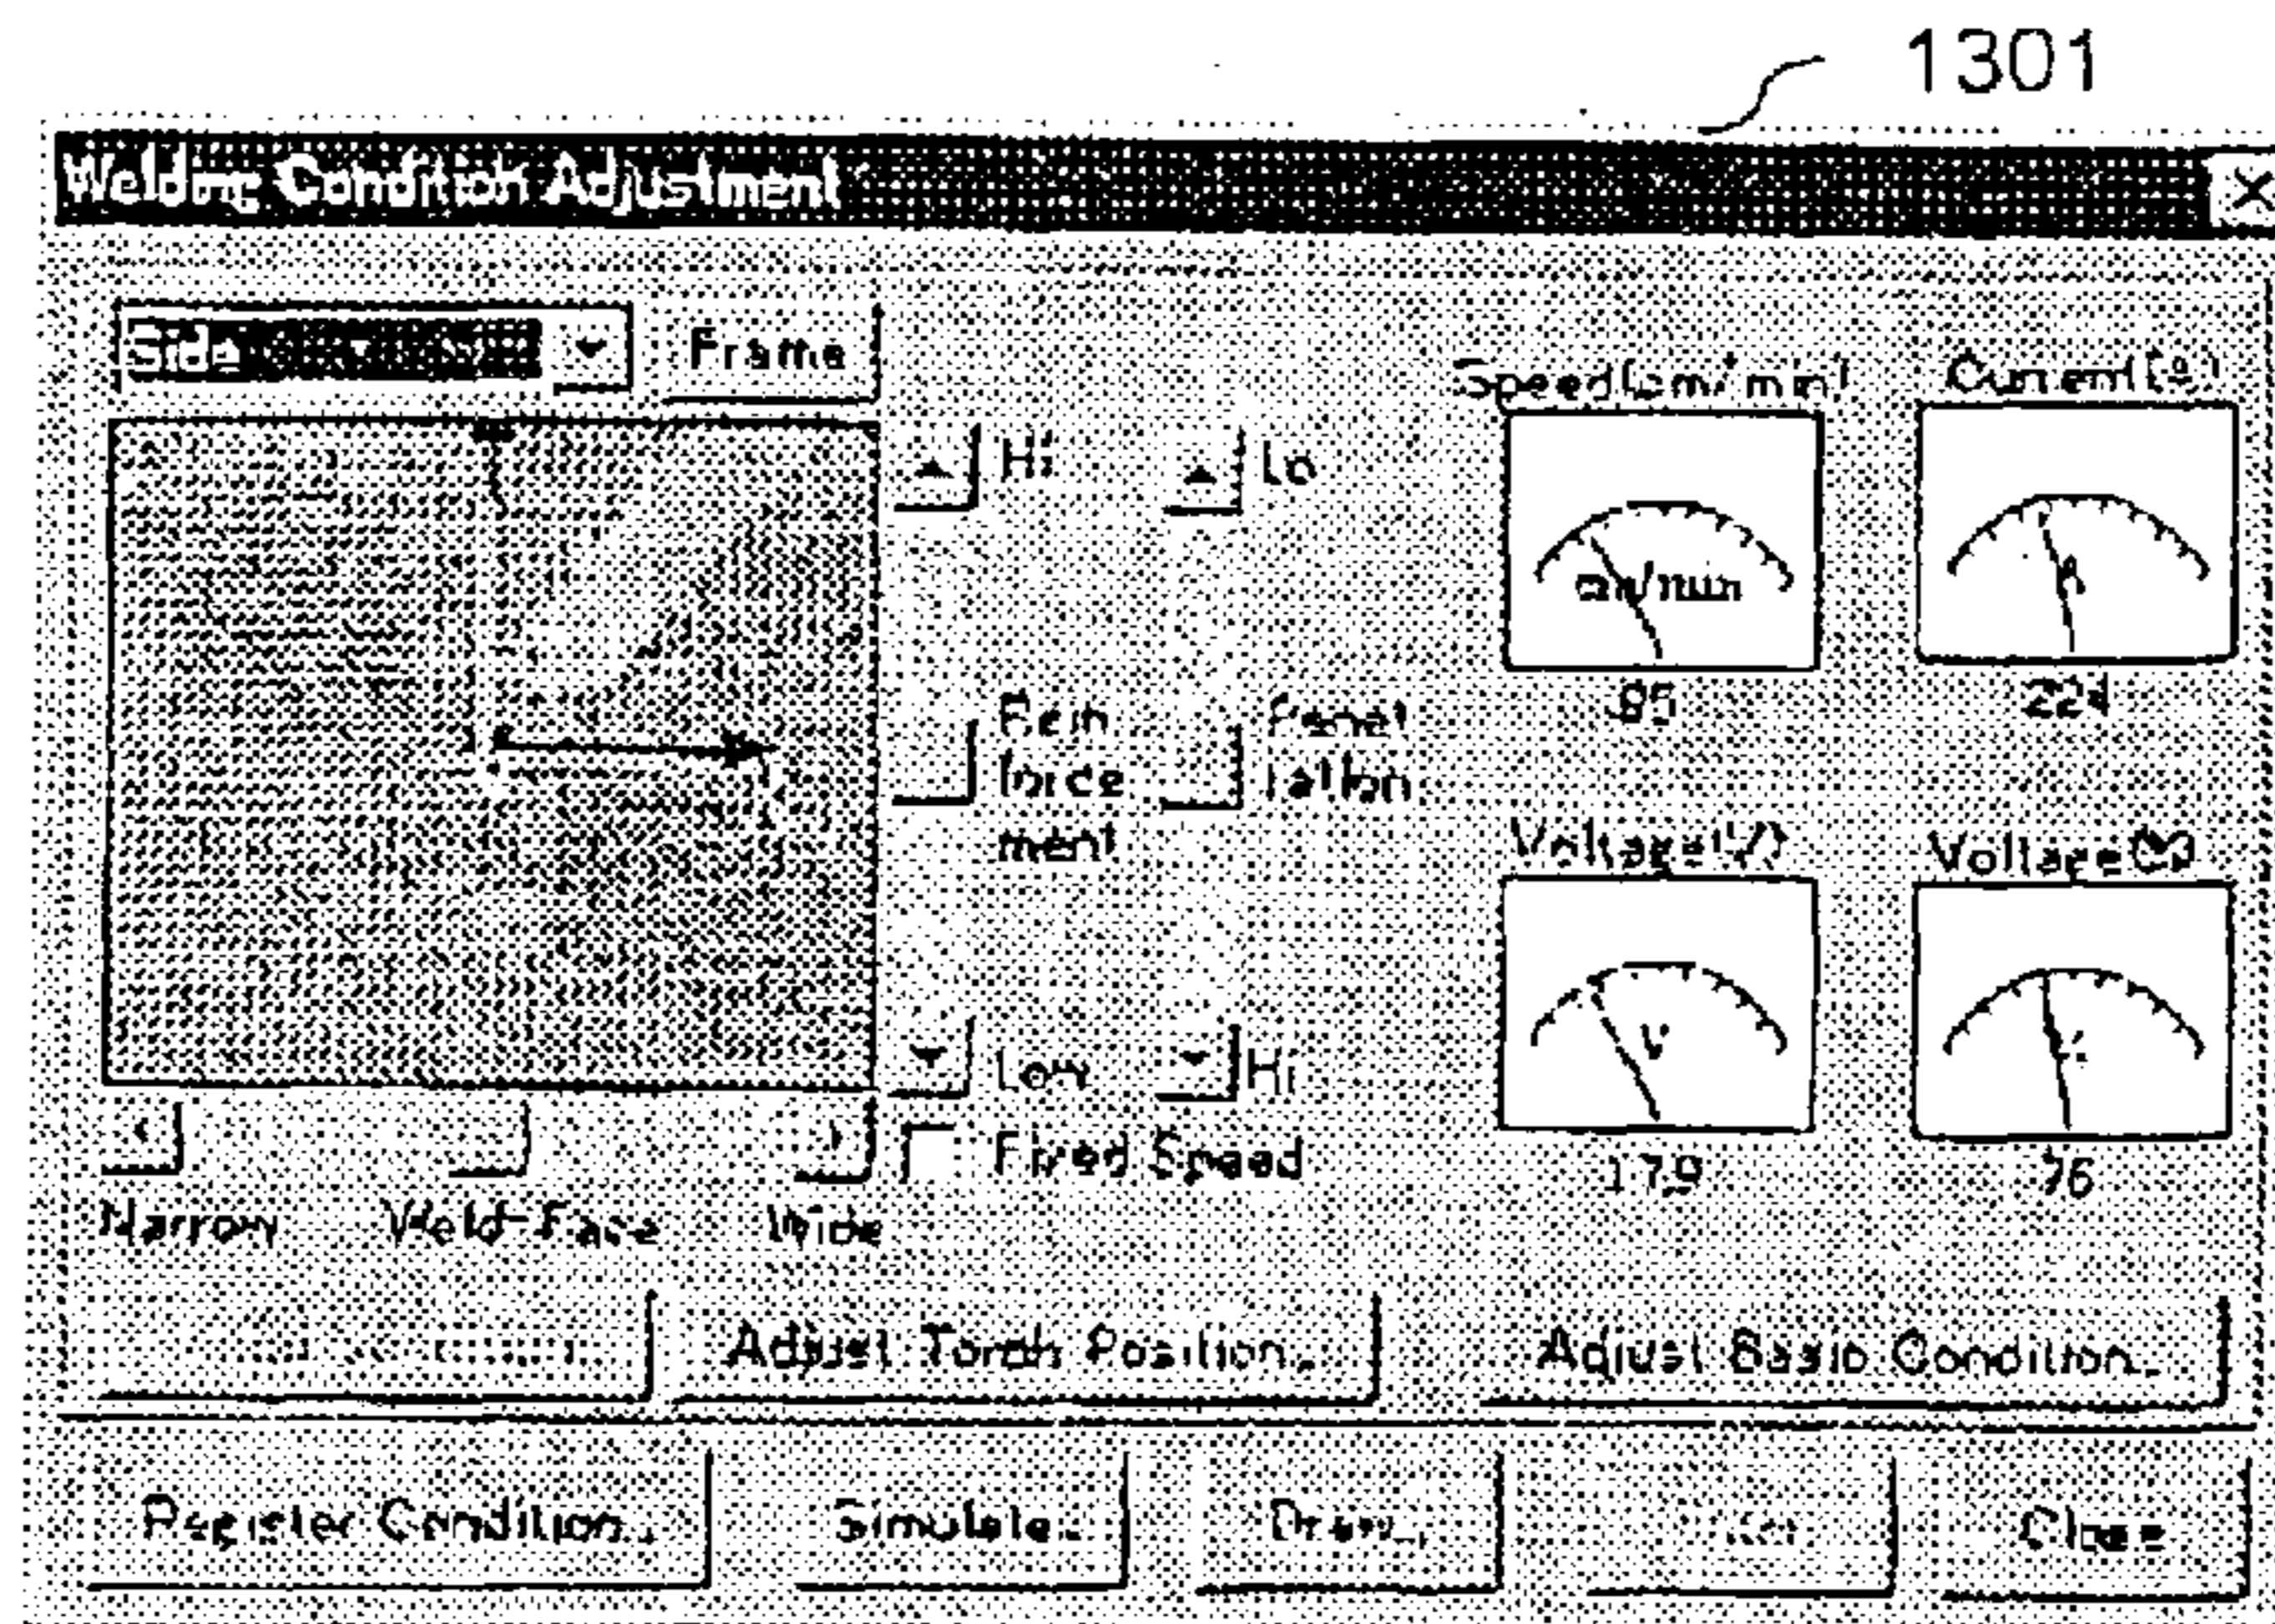 1301
Welding Condition Adjustment
Side
Frame
Speed(cm/min)
Current(A)
Hi
Lo
cm/min
A
85
224
Rein
force
ment
Penet
ration
Voltage(V)
Voltage(%)
V
Low
Hi
Fixed Speed
179
76
Narrow
Weld-Face
Wide
Adjust Torch Position..
Adjust Basic Condition..
Register Condition..
Simulate..
Draw..
Close